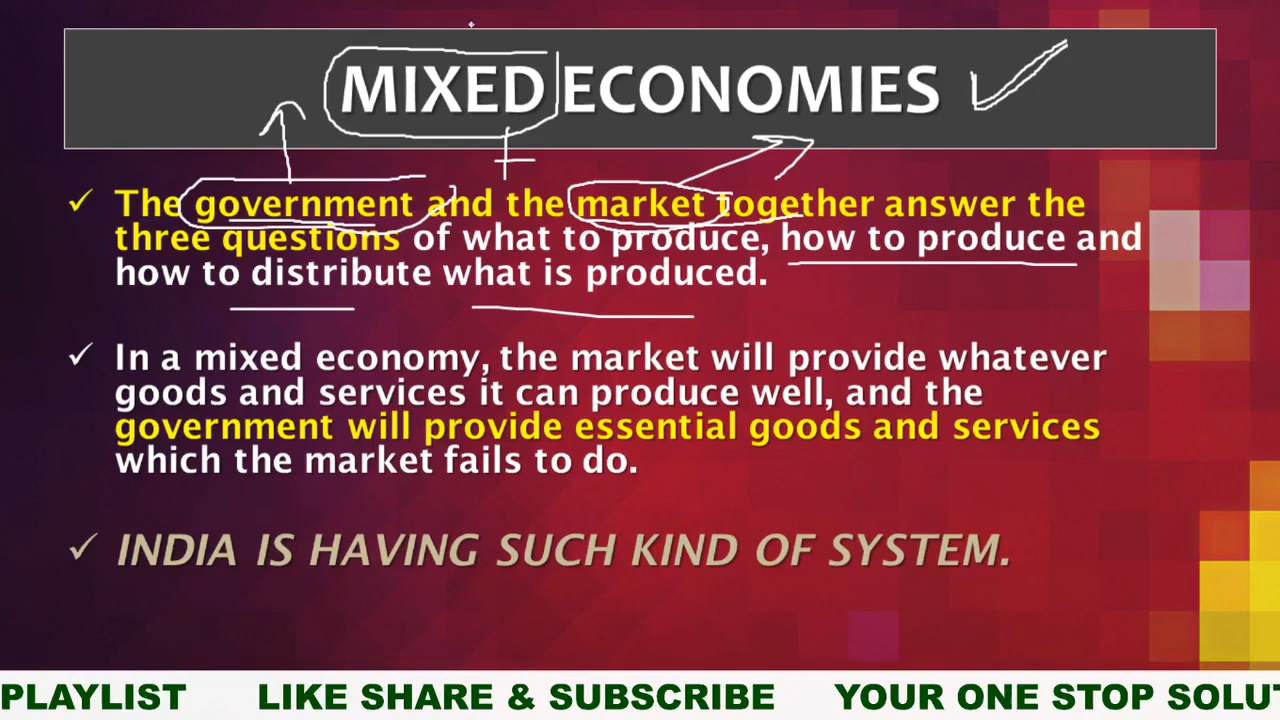 MIXED ECONOMIES
✓ The government and the market together answer the
three questions of what to produce, how to produce and
how to distribute what is produced.
✓ In a mixed economy, the market will provide whatever
goods and services it can produce well, and the
government will provide essential goods and services
which the market fails to do.
✓ INDIA IS HAVING SUCH KIND OF SYSTEM.
PLAYLIST LIKE SHARE & SUBSCRIBE YOUR ONE STOP SOLU